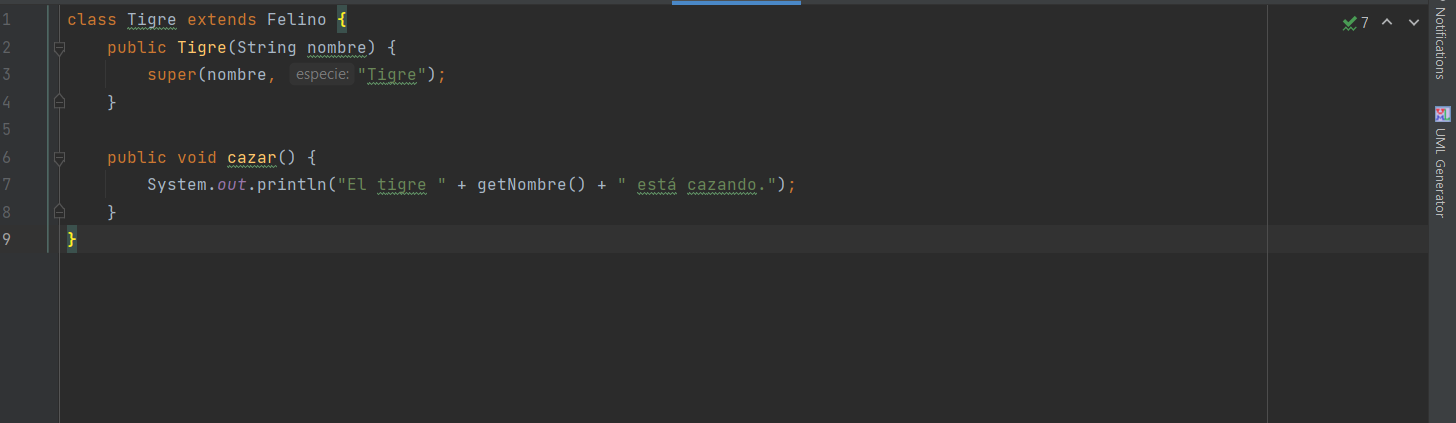 1 class Tigre extends Felino {
2 public Tigre(String nombre) {
3 super(nombre, especie: "Tigre");
4 }
5
6 public void cazar() {
7 System.out.println("El tigre " + getNombre() + " está cazando.");
8 }
9 }
7
Notifications
UML Generator